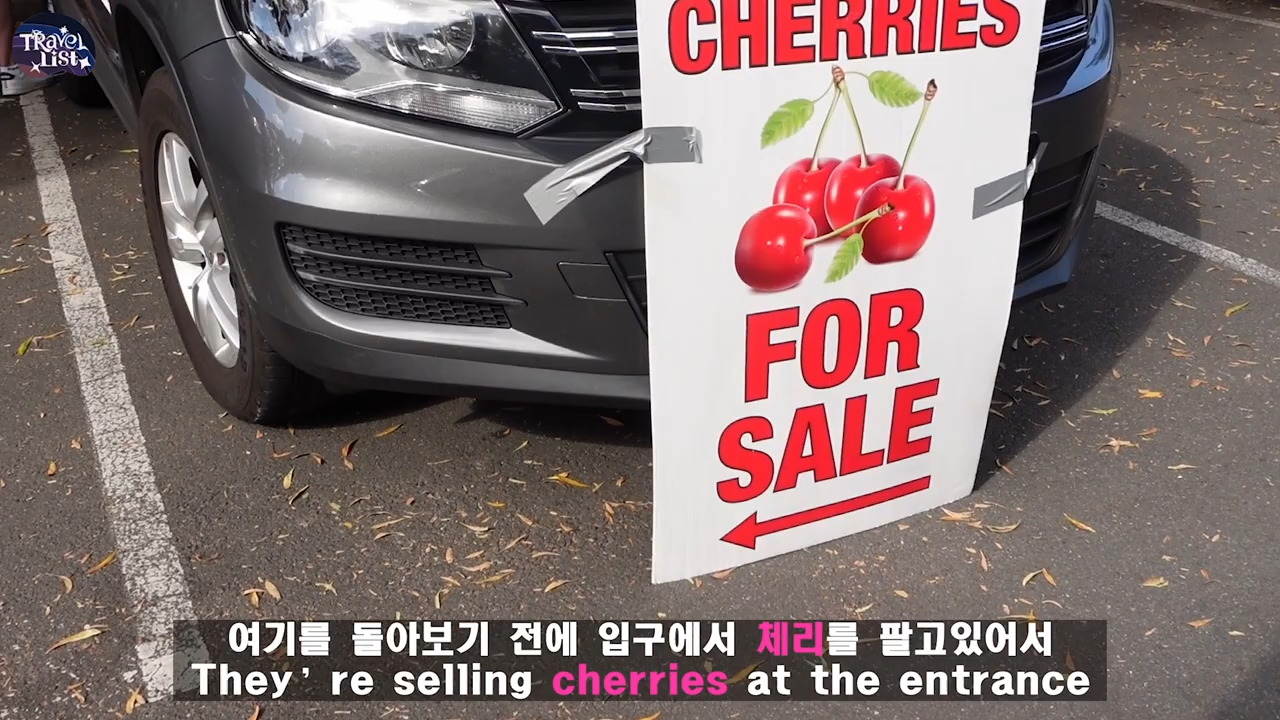 TRaveL
LisT
CHERRIES
FOR
SALE
여기를 돌아보기 전에 입구에서 체리를 팔고있어서
They're selling cherries at the entrance